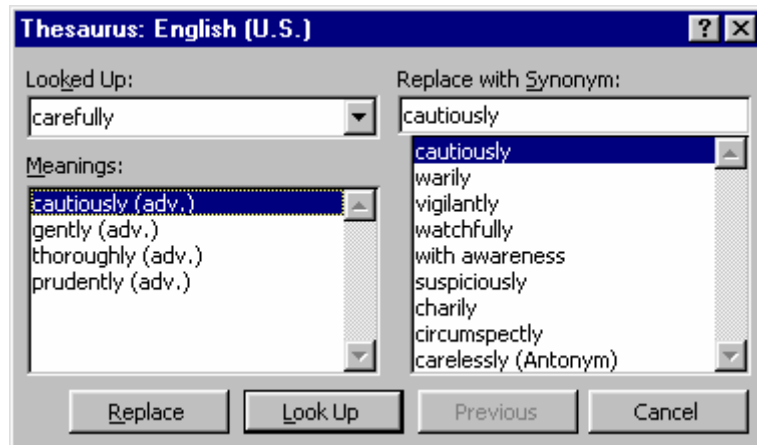 Thesaurus: English (U.S.)
Looked Up:
carefully
Meanings:
cautiously (adv.)
gently (adv.)
thoroughly (adv.)
prudently (adv.)
Replace with Synonym:
cautiously
cautiously
warily
vigilantly
watchfully
with awareness
suspiciously
charily
circumspectly
carelessly (Antonym)
Replace
Look Up
Previous
Cancel